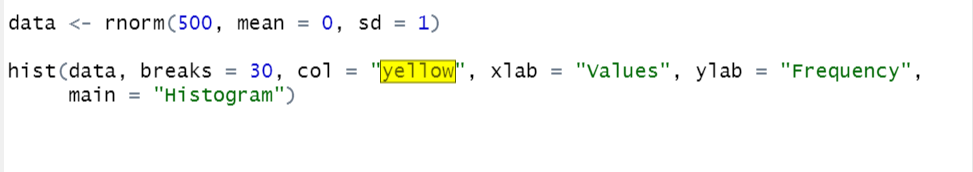 data <- rnorm(500, mean = 0, sd = 1)
hist(data, breaks = 30, col = "yellow", xlab = "Values", ylab = "Frequency",
main = "Histogram")